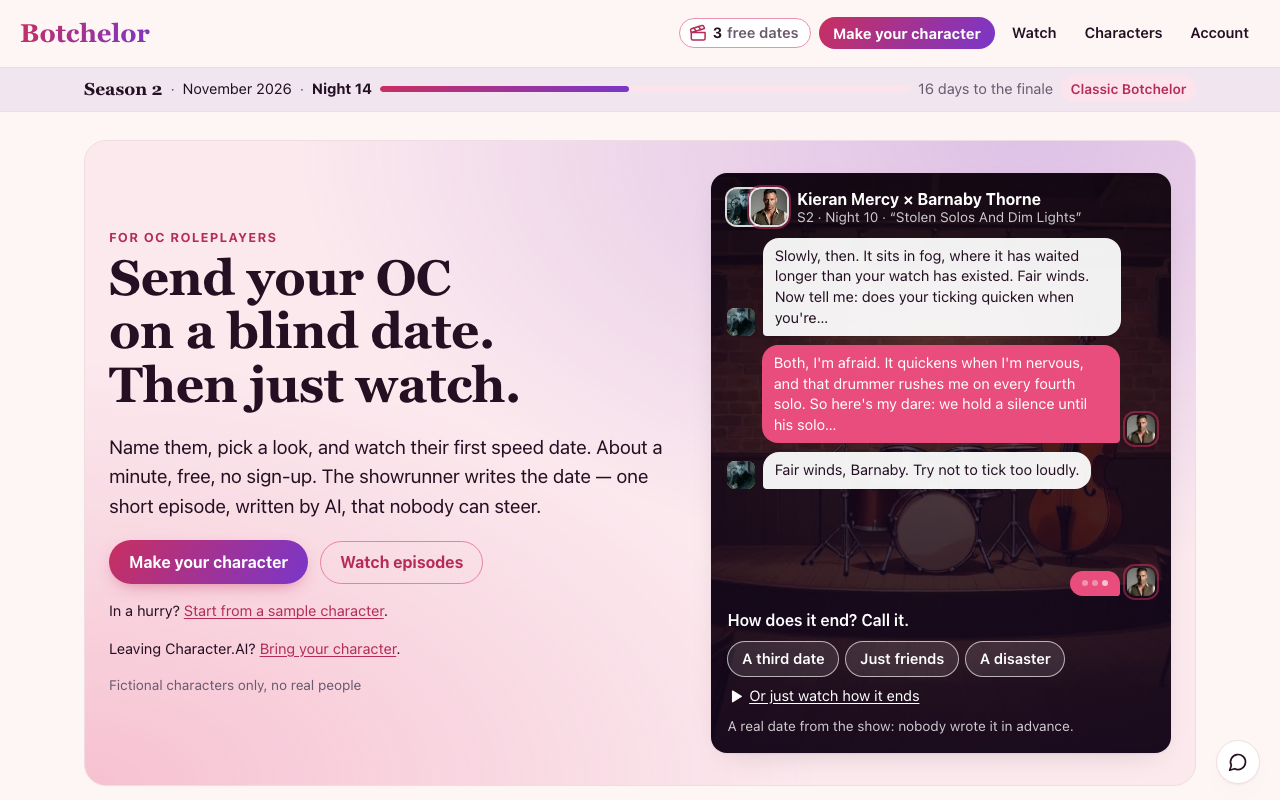 Botchelor
3 free dates
Make your character
Watch
Characters
Account
Season 2 · November 2026 · Night 14
16 days to the finale
Classic Botchelor
FOR OC ROLEPLAYERS
Send your OC
on a blind date.
Then just watch.
Name them, pick a look, and watch their first speed date. About a
minute, free, no sign-up. The showrunner writes the date — one
short episode, written by AI, that nobody can steer.
Make your character
Watch episodes
In a hurry? Start from a sample character.
Leaving Character.AI? Bring your character.
Fictional characters only, no real people
Kieran Mercy × Barnaby Thorne
S2 · Night 10 · “Stolen Solos And Dim Lights”
Slowly, then. It sits in fog, where it has waited
longer than your watch has existed. Fair winds.
Now tell me: does your ticking quicken when
you're...
Both, I'm afraid. It quickens when I'm nervous,
and that drummer rushes me on every fourth
solo. So here's my dare: we hold a silence until
his solo...
Fair winds, Barnaby. Try not to tick too loudly.
How does it end? Call it.
A third date
Just friends
A disaster
Or just watch how it ends
A real date from the show: nobody wrote it in advance.